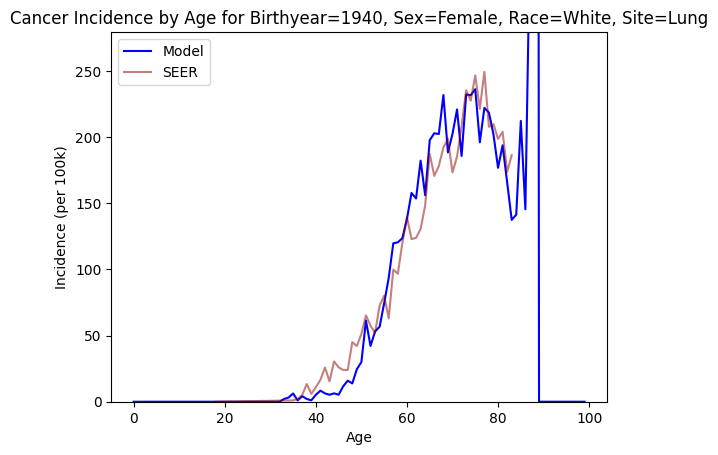 Cancer Incidence by Age for Birthyear=1940, Sex=Female, Race=White, Site=Lung
Model
SEER
250
200
150
100
50
0
Incidence (per 100k)
0 20 40 60 80 100
Age